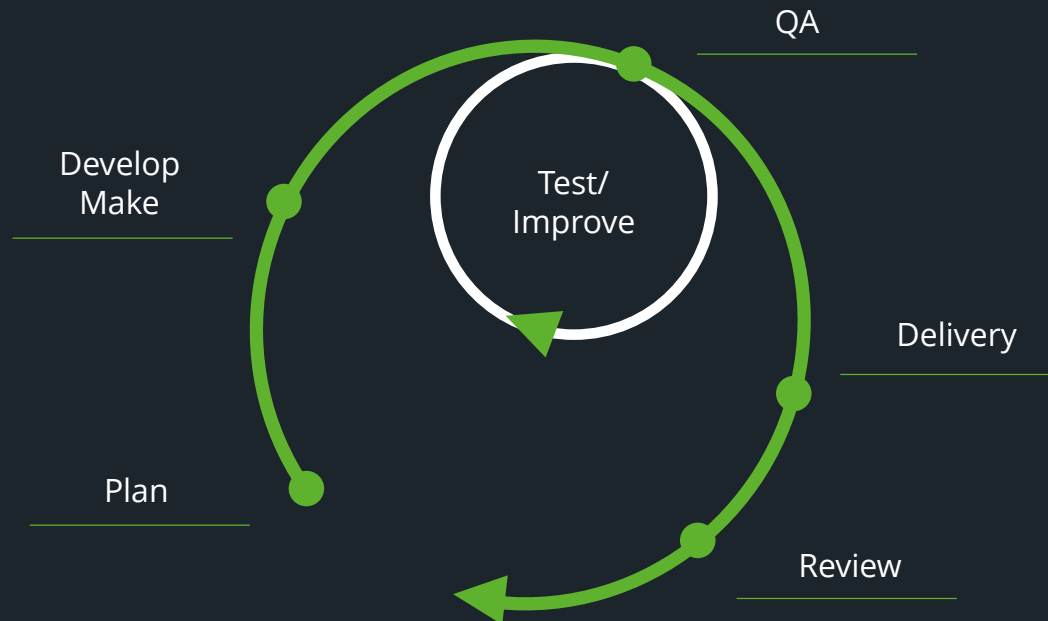 QA
Develop
Make
Test/
Improve
Delivery
Plan
Review